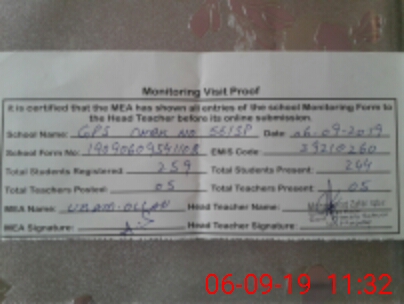 Monitoring Visit Proof
It is certified that the MEA has shown all entries of the school Monitoring Form to
the Head Teacher before its online submission.
School Name: GPS NO 561SP Date 06-09-2019
School Form No: EMIS Code:
Total Students Registered: 259 Total Students Present: 244
Total Teachers Posted: 05 Total Teachers Present: 05
MEA Name: Head Teacher Name:
MEA Signature: Head Teacher Signature:
06-09-19 11:32